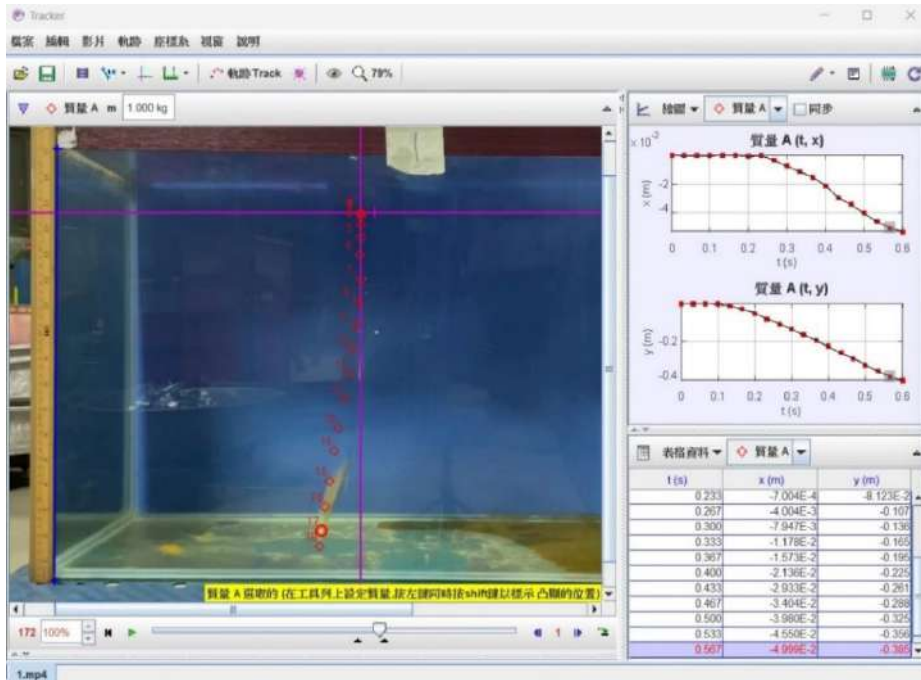 Tracker
檔案 編輯 影片 軌跡 座標系 視窗 說明
軌跡 Track 79%
質量 A m 1.000 kg
繪圖 質量 A 同步
質量 A (t, x)
x (m)
-2
-4
0 0.1 0.2 0.3 0.4 0.5 0.6
t (s)
質量 A (t, y)
y (m)
-0.2
-0.4
0 0.1 0.2 0.3 0.4 0.5 0.6
t (s)
表格資料 質量 A
t (s) x (m) y (m)
0.233 -7.004E-4 -8.123E-2
0.267 -4.004E-3 -0.107
0.300 -7.947E-3 -0.136
0.333 -1.178E-2 -0.165
0.367 -1.573E-2 -0.195
0.400 -2.136E-2 -0.225
0.433 -2.933E-2 -0.261
0.467 -3.404E-2 -0.288
0.500 -3.980E-2 -0.325
0.533 -4.550E-2 -0.356
0.567 -4.999E-2 -0.385
質量 A 選取的 (在工具列上設定質量,按左鍵同時按shift鍵以標示 凸顯的位置)
172 100% 1
1.mp4